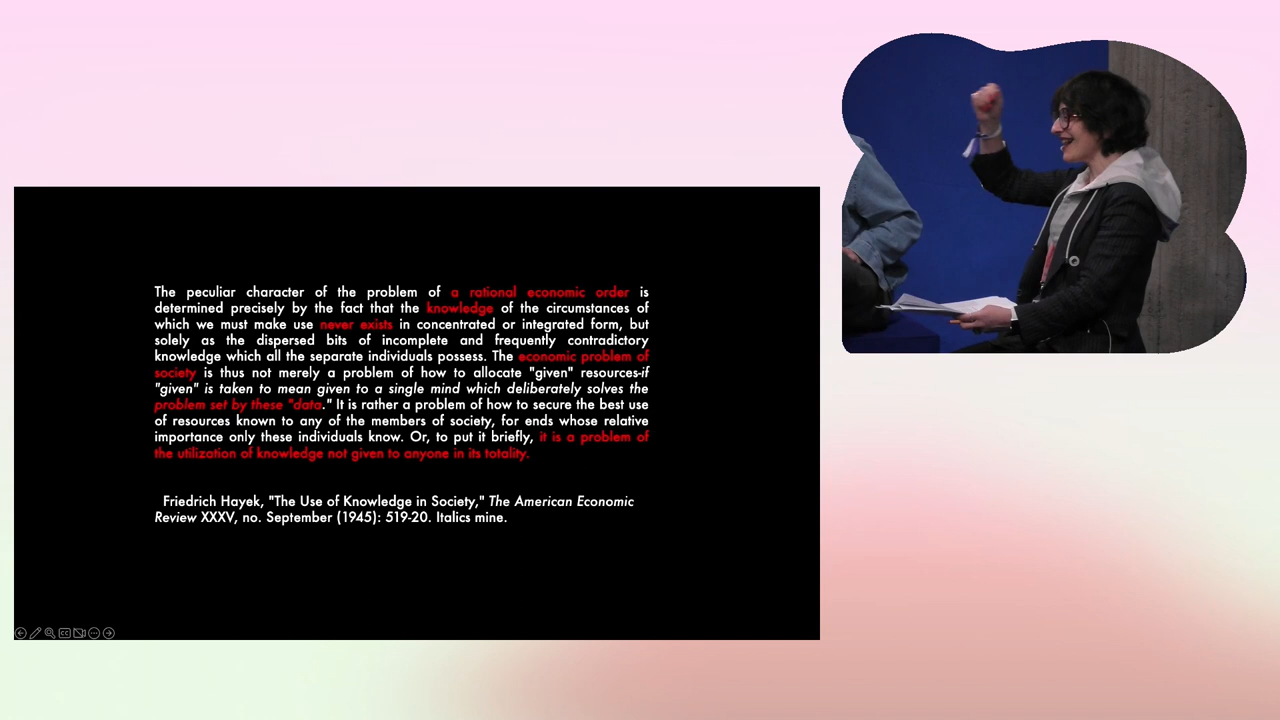 The peculiar character of the problem of a rational economic order is
determined precisely by the fact that the knowledge of the circumstances of
which we must make use never exists in concentrated or integrated form, but
solely as the dispersed bits of incomplete and frequently contradictory
knowledge which all the separate individuals possess. The economic problem of
society is thus not merely a problem of how to allocate "given" resources-if
"given" is taken to mean given to a single mind which deliberately solves the
problem set by these "data." It is rather a problem of how to secure the best use
of resources known to any of the members of society, for ends whose relative
importance only these individuals know. Or, to put it briefly, it is a problem of
the utilization of knowledge not given to anyone in its totality.
Friedrich Hayek, "The Use of Knowledge in Society," The American Economic
Review XXXV, no. September (1945): 519-20. Italics mine.